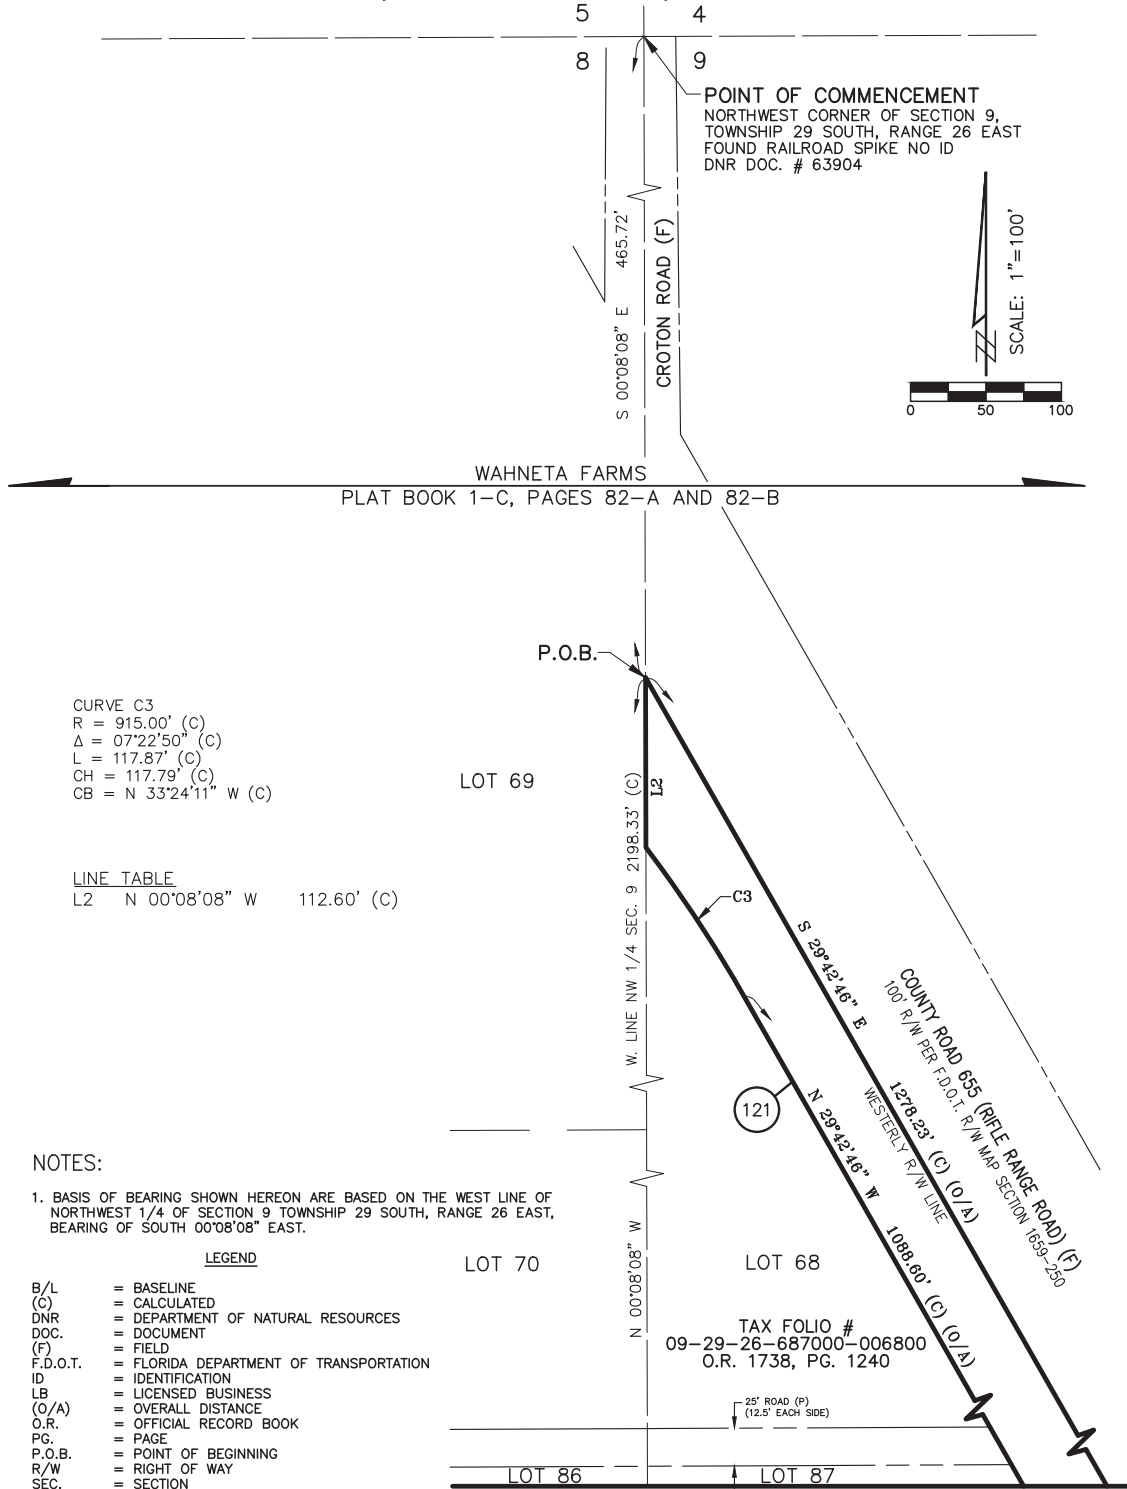 5
4
8
9
POINT OF COMMENCEMENT
NORTHWEST CORNER OF SECTION 9,
TOWNSHIP 29 SOUTH, RANGE 26 EAST
FOUND RAILROAD SPIKE NO ID
DNR DOC. # 63904
S 00°08'08" E 465.72'
CROTON ROAD (F)
SCALE: 1"=100'
0 50 100
WAHNETA FARMS
PLAT BOOK 1-C, PAGES 82-A AND 82-B
P.O.B.
CURVE C3
R = 915.00' (C)
Δ = 07°22'50" (C)
L = 117.87' (C)
CH = 117.79' (C)
CB = N 33°24'11" W (C)
LOT 69
L2
LINE TABLE
L2 N 00°08'08" W 112.60' (C)
C3
N 00°08'08" W W. LINE NW 1/4 SEC. 9 2198.33' (C)
S 29°42'46" E 1278.23' (C) (O/A)
WESTERLY R/W LINE
COUNTY ROAD 655 (RIFLE RANGE ROAD) (F)
100' R/W PER F.D.O.T. R/W MAP SECTION 1659-250
121
N 29°42'46" W 1088.60' (C) (O/A)
NOTES:
1. BASIS OF BEARING SHOWN HEREON ARE BASED ON THE WEST LINE OF
NORTHWEST 1/4 OF SECTION 9 TOWNSHIP 29 SOUTH, RANGE 26 EAST,
BEARING OF SOUTH 00°08'08" EAST.
LOT 70
LOT 68
TAX FOLIO #
09-29-26-687000-006800
O.R. 1738, PG. 1240
25' ROAD (P)
(12.5' EACH SIDE)
LOT 86
LOT 87
LEGEND
B/L = BASELINE
(C) = CALCULATED
DNR = DEPARTMENT OF NATURAL RESOURCES
DOC. = DOCUMENT
(F) = FIELD
F.D.O.T. = FLORIDA DEPARTMENT OF TRANSPORTATION
ID = IDENTIFICATION
LB = LICENSED BUSINESS
(O/A) = OVERALL DISTANCE
O.R. = OFFICIAL RECORD BOOK
PG. = PAGE
P.O.B. = POINT OF BEGINNING
R/W = RIGHT OF WAY
SEC. = SECTION